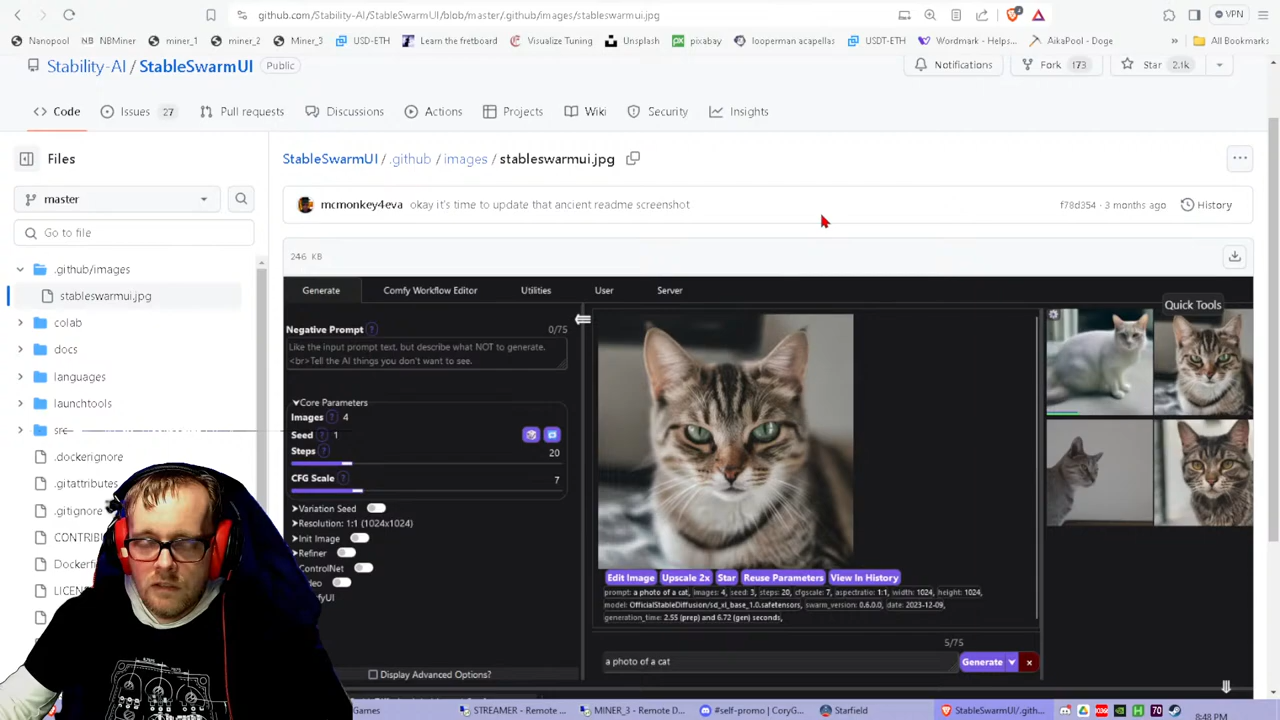 github.com/Stability-AI/StableSwarmUI/blob/master/.github/images/stableswarmui.jpg
VPN
Nanopool NBMiner miner_1 miner_2 Miner_3 USD-ETH Learn the fretboard Visualize Tuning Unsplash pixabay looperman acapellas USDT-ETH Wordmark - Helps... AikaPool - Doge » All Bookmarks
Stability-AI / StableSwarmUI Public
Notifications Fork 173 Star 2.1k
Code Issues 27 Pull requests Discussions Actions Projects Wiki Security Insights
Files
StableSwarmUI / .github / images / stableswarmui.jpg
master
mcmonkey4eva okay it's time to update that ancient readme screenshot
f78d354 · 3 months ago History
Go to file
246 KB
.github/images
stableswarmui.jpg
colab
docs
languages
launchtools
src
.dockerignore
.gitattributes
.gitignore
CONTRIB
Dockerf
LICEN
Generate Comfy Workflow Editor Utilities User Server
Quick Tools
Negative Prompt ? 0/75
Like the input prompt text, but describe what NOT to generate.
<br>Tell the AI things you don't want to see.
Core Parameters
Images ? 4
Seed ? 1
Steps ? 20
CFG Scale ? 7
Variation Seed
Resolution: 1:1 (1024x1024)
Init Image ?
Refiner ?
ControlNet ?
deo ?
fyUI
Display Advanced Options?
Edit Image Upscale 2x Star Reuse Parameters View In History
prompt: a photo of a cat, images: 4, seed: 3, steps: 20, cfgscale: 7, aspectratio: 1:1, width: 1024, height: 1024,
model: OfficialStableDiffusion/sd_xl_base_1.0.safetensors, swarm_version: 0.6.0.0, date: 2023-12-09,
generation_time: 2.55 (prep) and 6.72 (gen) seconds,
5/75
a photo of a cat
Generate
Games STREAMER - Remote ... MINER_3 - Remote D... #self-promo | CoryG... Starfield StableSwarmUI/.gith...
70
8:48 PM